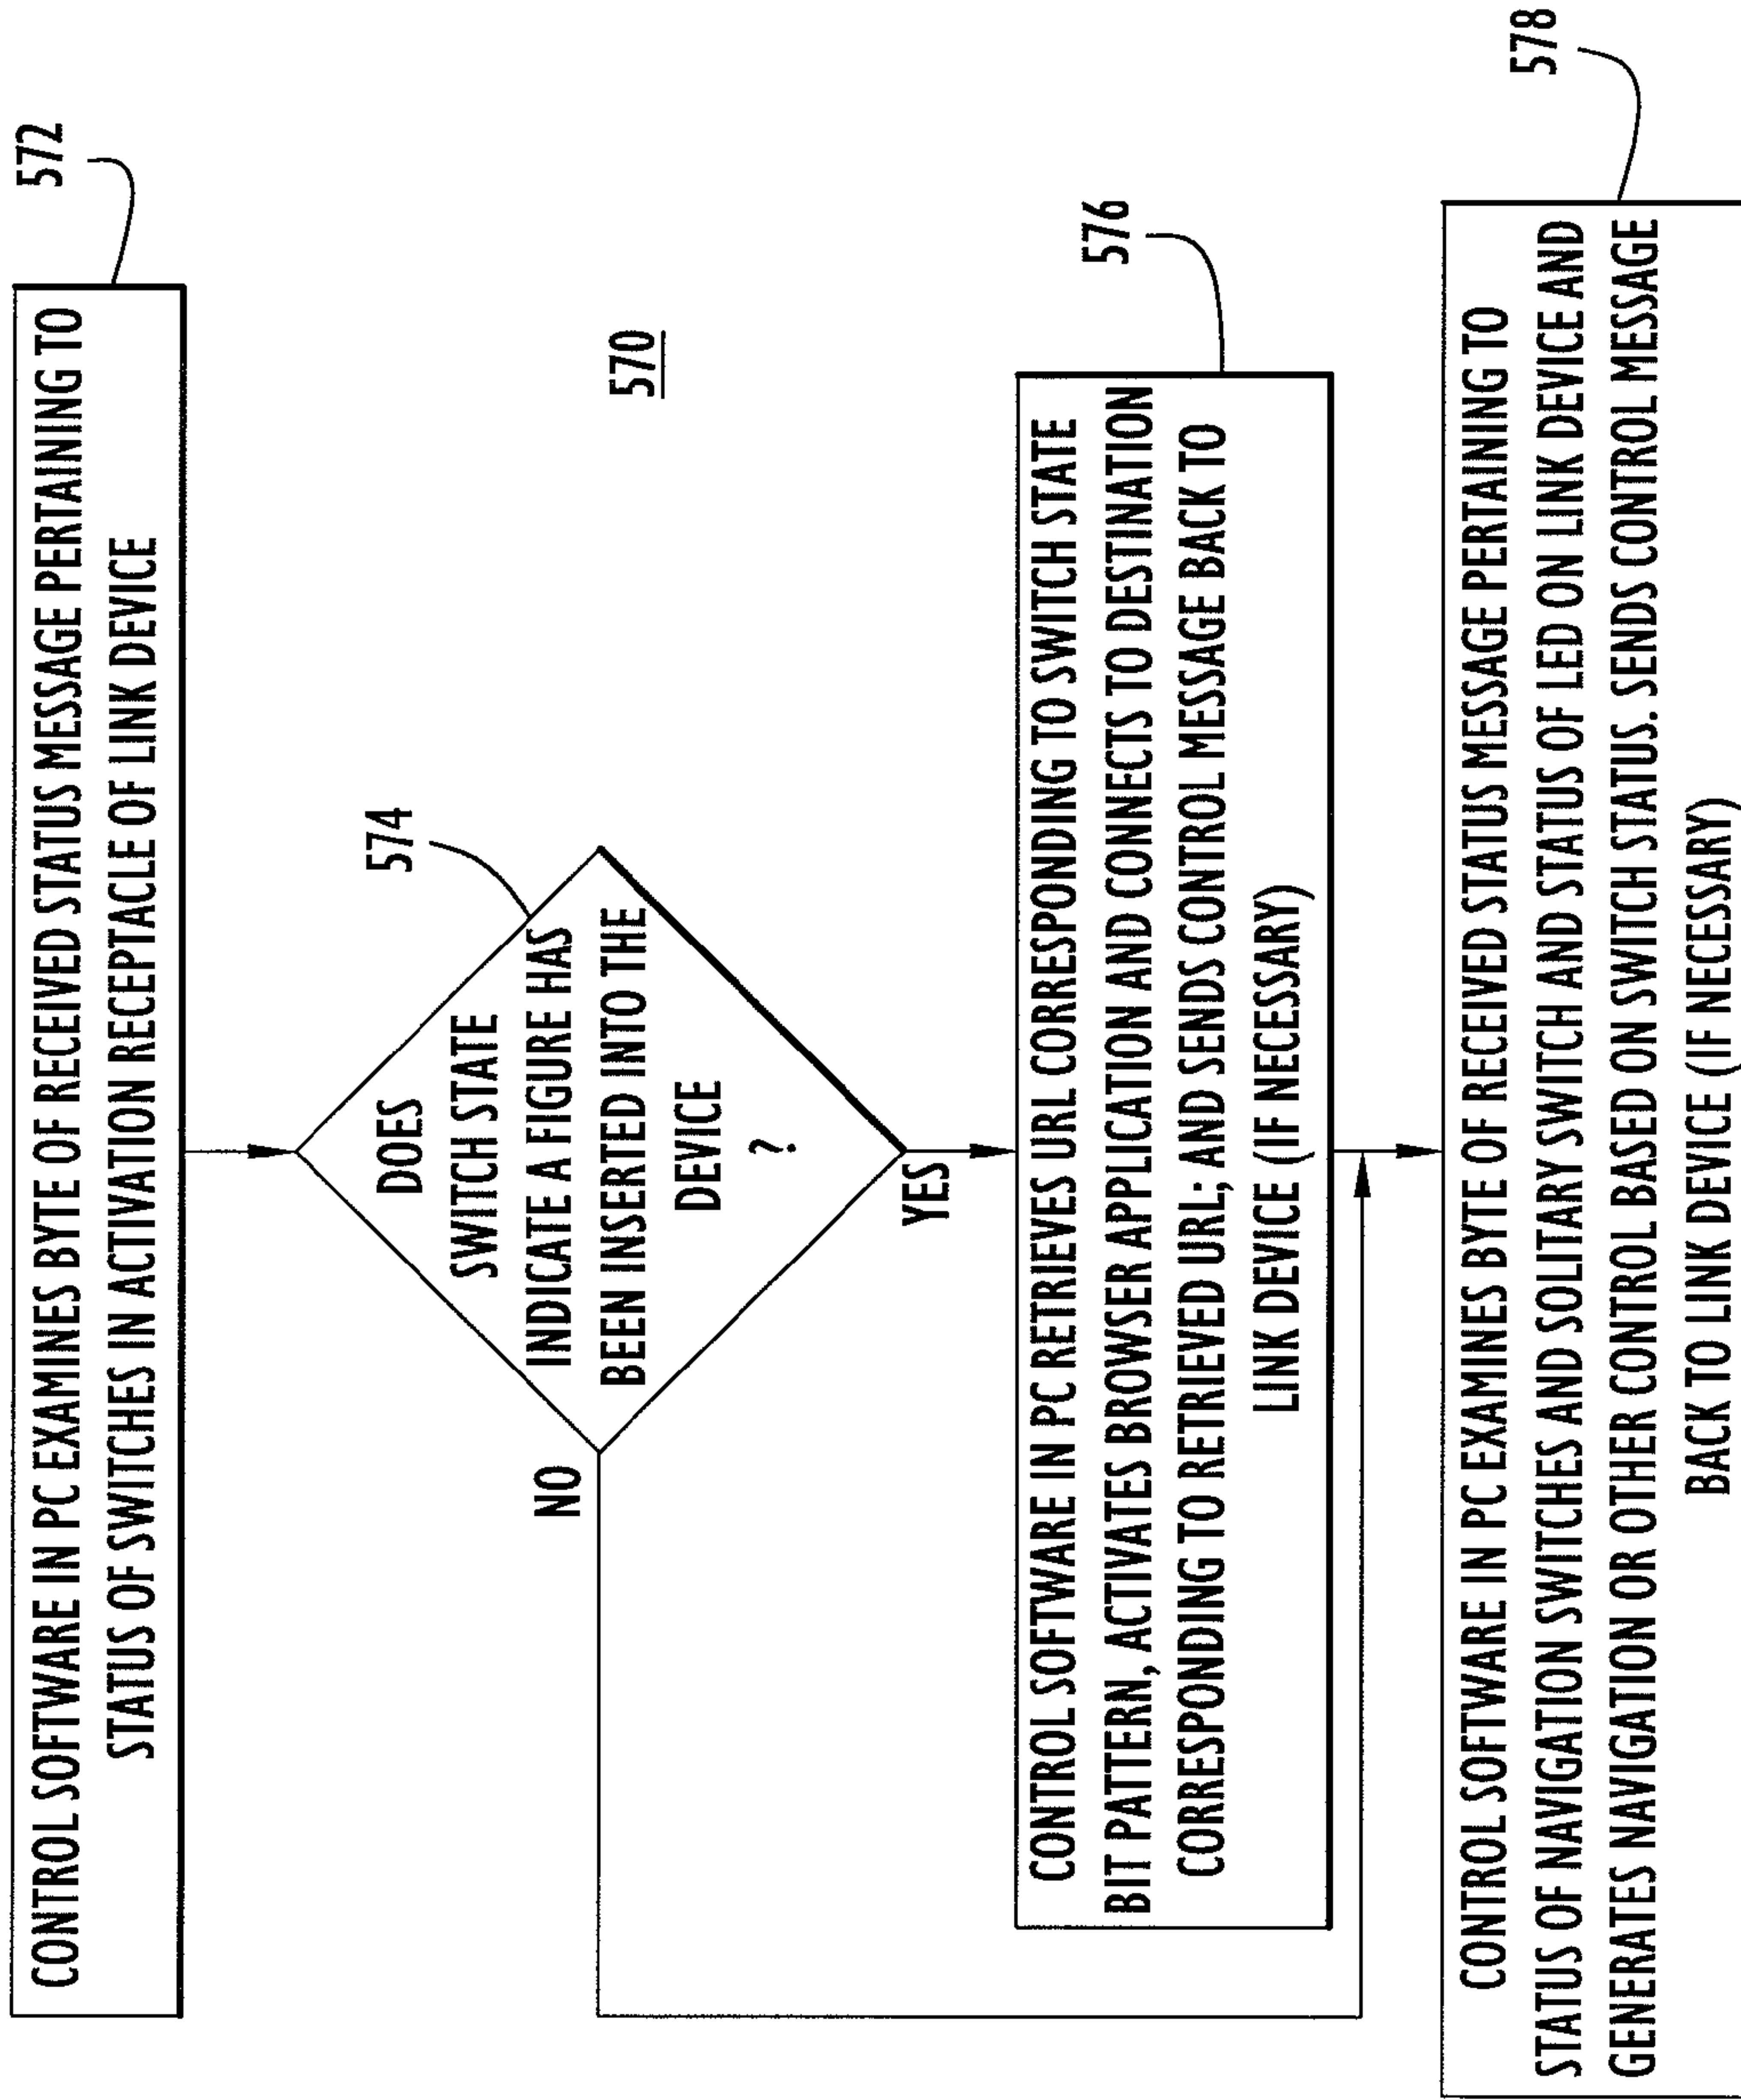 572
CONTROL SOFTWARE IN PC EXAMINES BYTE OF RECEIVED STATUS MESSAGE PERTAINING TO
STATUS OF SWITCHES IN ACTIVATION RECEPTACLE OF LINK DEVICE
574
DOES
SWITCH STATE
INDICATE A FIGURE HAS
BEEN INSERTED INTO THE
DEVICE
?
NO
YES
570
576
CONTROL SOFTWARE IN PC RETRIEVES URL CORRESPONDING TO SWITCH STATE
BIT PATTERN, ACTIVATES BROWSER APPLICATION AND CONNECTS TO DESTINATION
CORRESPONDING TO RETRIEVED URL; AND SENDS CONTROL MESSAGE BACK TO
LINK DEVICE (IF NECESSARY)
578
CONTROL SOFTWARE IN PC EXAMINES BYTE OF RECEIVED STATUS MESSAGE PERTAINING TO
STATUS OF NAVIGATION SWITCHES AND SOLITARY SWITCH AND STATUS OF LED ON LINK DEVICE AND
GENERATES NAVIGATION OR OTHER CONTROL BASED ON SWITCH STATUS. SENDS CONTROL MESSAGE
BACK TO LINK DEVICE (IF NECESSARY)